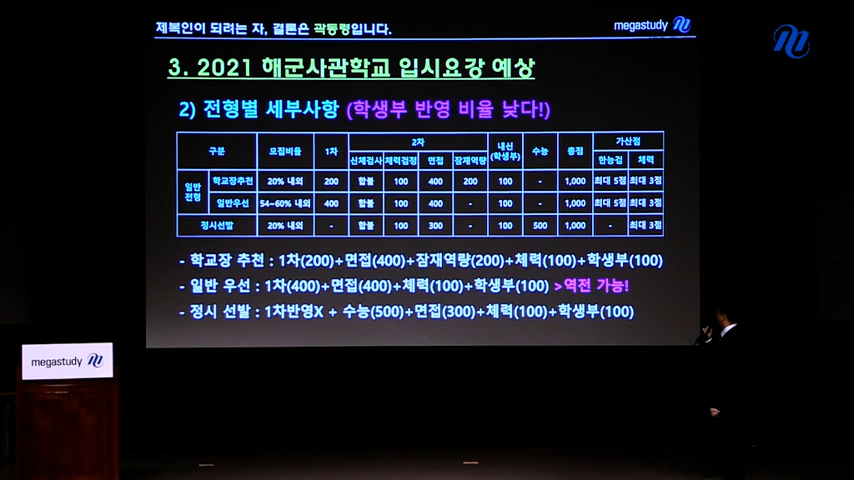 제복인이 되려는 자, 결론은 곽동령입니다.
megastudy
3. 2021 해군사관학교 입시요강 예상
2) 전형별 세부사항 (학생부 반영 비율 낮다!)
구분 모집비율 1차 2차 내신(학생부) 수능 총점 가산점
신체검사 체력검정 면접 잠재역량 한능검 체력
일반전형 학교장추천 20% 내외 200 합불 100 400 200 100 - 1,000 최대 5점 최대 3점
일반우선 54~60% 내외 400 합불 100 400 - 100 - 1,000 최대 5점 최대 3점
정시선발 20% 내외 - 합불 100 300 - 100 500 1,000 - 최대 3점
- 학교장 추천 : 1차(200)+면접(400)+잠재역량(200)+체력(100)+학생부(100)
- 일반 우선 : 1차(400)+면접(400)+체력(100)+학생부(100) >역전 가능!
- 정시 선발 : 1차반영X + 수능(500)+면접(300)+체력(100)+학생부(100)
megastudy